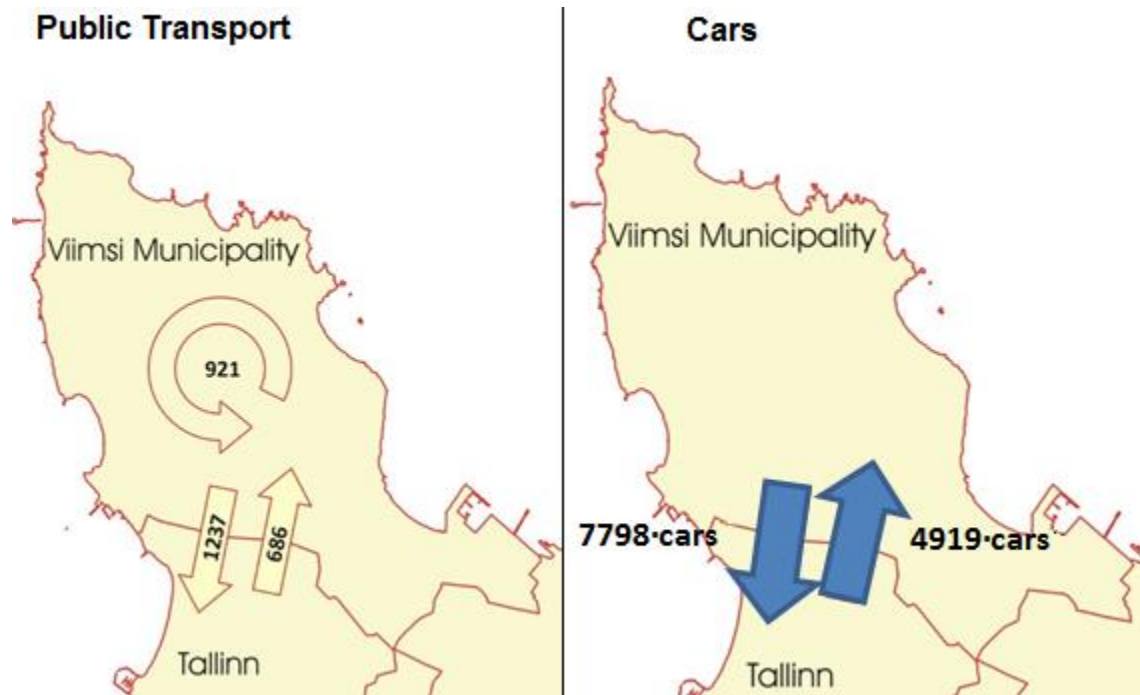 Public Transport
Viimsi Municipality
921
1237
686
Tallinn
Cars
Viimsi Municipality
7798·cars
4919·cars
Tallinn